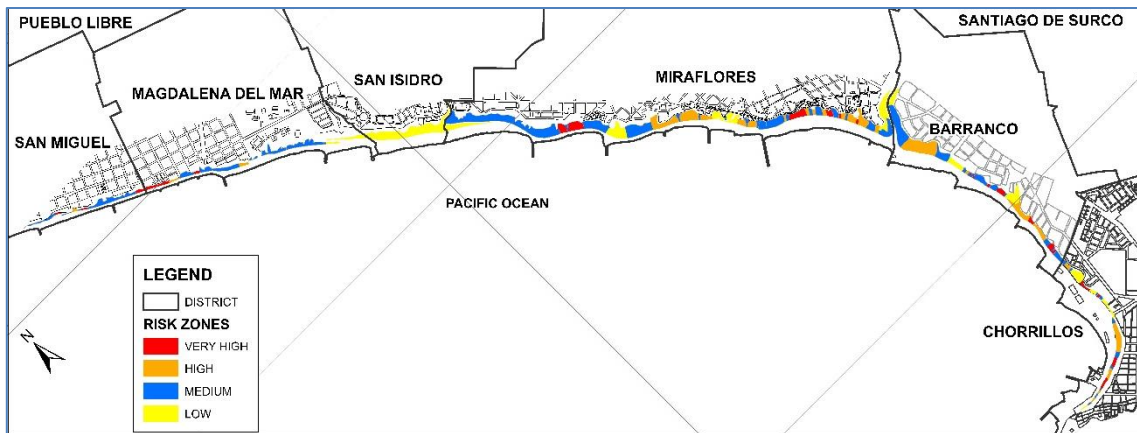 PUEBLO LIBRE
SANTIAGO DE SURCO
SAN ISIDRO
MIRAFLORES
MAGDALENA DEL MAR
BARRANCO
SAN MIGUEL
PACIFIC OCEAN
LEGEND
DISTRICT
RISK ZONES
VERY HIGH
HIGH
MEDIUM
LOW
N
CHORRILLOS